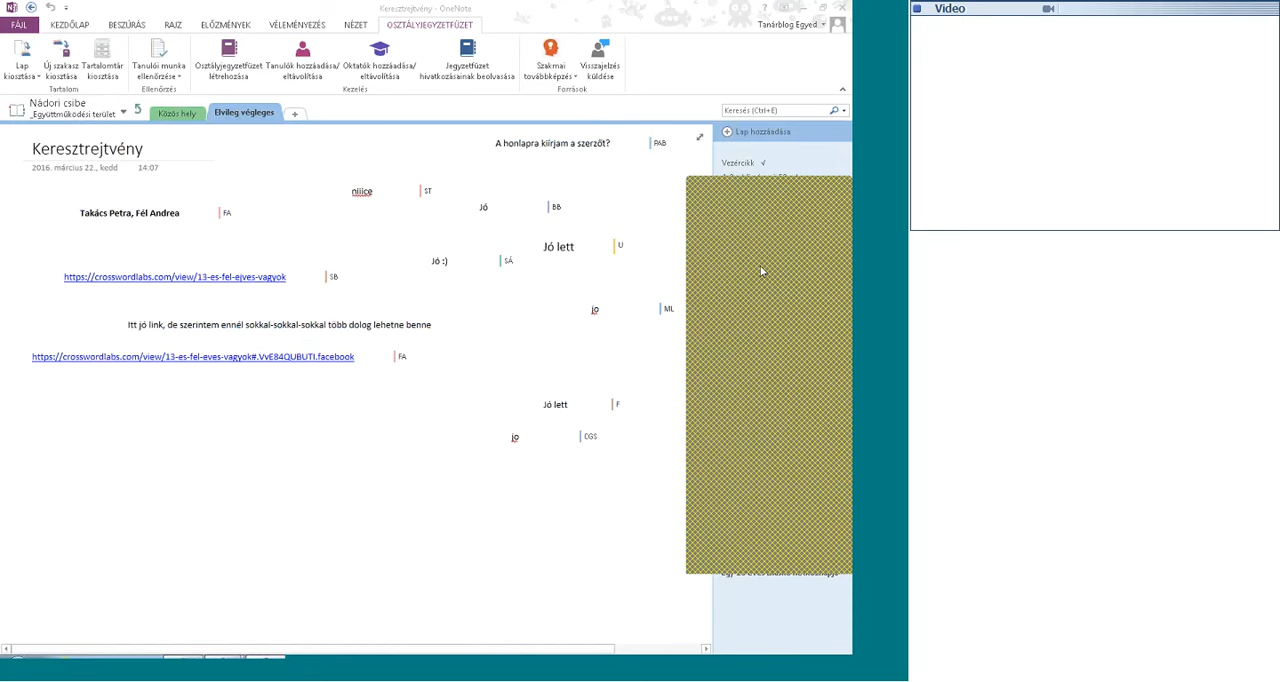 Keresztrejtvény - OneNote
Video
FÁJL KEZDŐLAP BESZÚRÁS RAJZ ELŐZMÉNYEK VÉLEMÉNYEZÉS NÉZET OSZTÁLYJEGYZETFÜZET Tanárblog Egyed
Lap kiosztása
Új szakasz kiosztása
Tartalomtár kiosztása
Tanulói munka ellenőrzése
Osztályjegyzetfüzet létrehozása
Tanulók hozzáadása/ eltávolítása
Oktatók hozzáadása/ eltávolítása
Jegyzetfüzet hivatkozásainak beolvasása
Szakmai továbbképzés
Visszajelzés küldése
Tartalom Ellenőrzés Kezelés Források
Nádori csibe
_Együttműködési terület
Közös hely
Elvileg végleges
Keresés (Ctrl+E)
Lap hozzáadása
Keresztrejtvény
2016. március 22., kedd 14:07
A honlapra kiírjam a szerzőt? PAB
Vezércikk √
niiice ST
Jó BB
Takács Petra, Fél Andrea FA
Jó lett U
Jó :) SÁ
https://crosswordlabs.com/view/13-es-fel-ejves-vagyok SB
jo ML
Itt jó link, de szerintem ennél sokkal-sokkal-sokkal több dolog lehetne benne
https://crosswordlabs.com/view/13-es-fel-eves-vagyok#.VvE84QUBUTI.facebook FA
Jó lett F
jo OGS